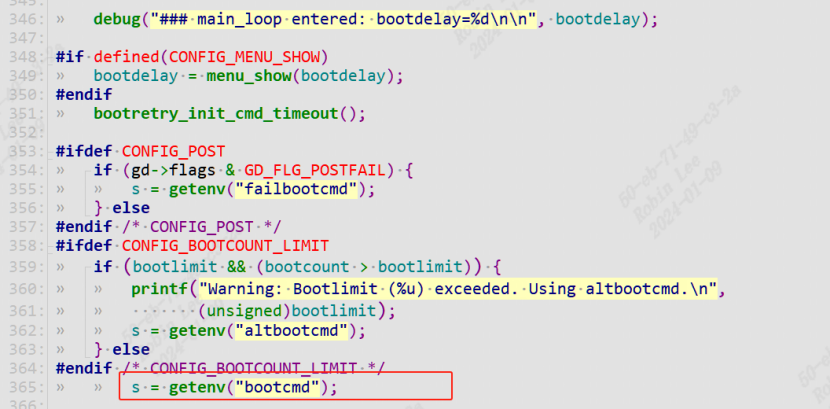 346: » debug("### main_loop entered: bootdelay=%d\n\n", bootdelay);
347:
348: #if defined(CONFIG_MENU_SHOW)
349: » bootdelay = menu_show(bootdelay);
350: #endif
351: » bootretry_init_cmd_timeout();
352:
353: #ifdef CONFIG_POST
354: » if (gd->flags & GD_FLG_POSTFAIL) {
355: » » s = getenv("failbootcmd");
356: » } else
357: #endif /* CONFIG_POST */
358: #ifdef CONFIG_BOOTCOUNT_LIMIT
359: » if (bootlimit && (bootcount > bootlimit)) {
360: » » printf("Warning: Bootlimit (%u) exceeded. Using altbootcmd.\n",
361: » » ·······(unsigned)bootlimit);
362: » » s = getenv("altbootcmd");
363: » } else
364: #endif /* CONFIG_BOOTCOUNT_LIMIT */
365: » » s = getenv("bootcmd");
366:
50-eb-71-49-c3-2a
Robin Lee
2024-01-09